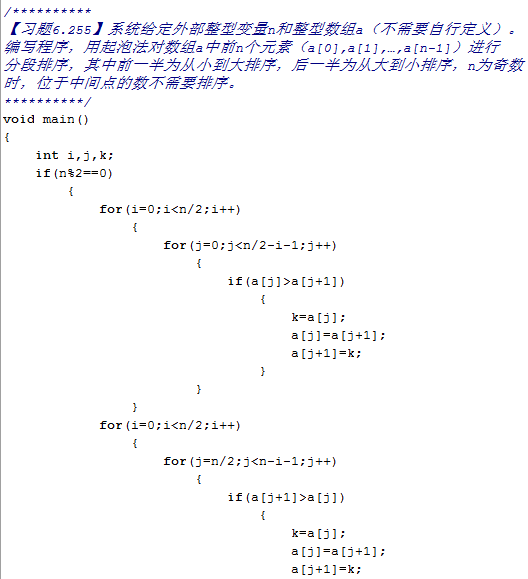 /**********
【习题6.255】系统给定外部整型变量n和整型数组a（不需要自行定义）。
编写程序，用起泡法对数组a中前n个元素（a[0],a[1],…,a[n-1]）进行
分段排序，其中前一半为从小到大排序，后一半为从大到小排序，n为奇数
时，位于中间点的数不需要排序。
**********/
void main()
{
    int i,j,k;
    if(n%2==0)
        {
            for(i=0;i<n/2;i++)
                {
                    for(j=0;j<n/2-i-1;j++)
                        {
                            if(a[j]>a[j+1])
                                {
                                    k=a[j];
                                    a[j]=a[j+1];
                                    a[j+1]=k;
                                }
                        }
                }
            for(i=0;i<n/2;i++)
                {
                    for(j=n/2;j<n-i-1;j++)
                        {
                            if(a[j+1]>a[j])
                                {
                                    k=a[j];
                                    a[j]=a[j+1];
                                    a[j+1]=k;